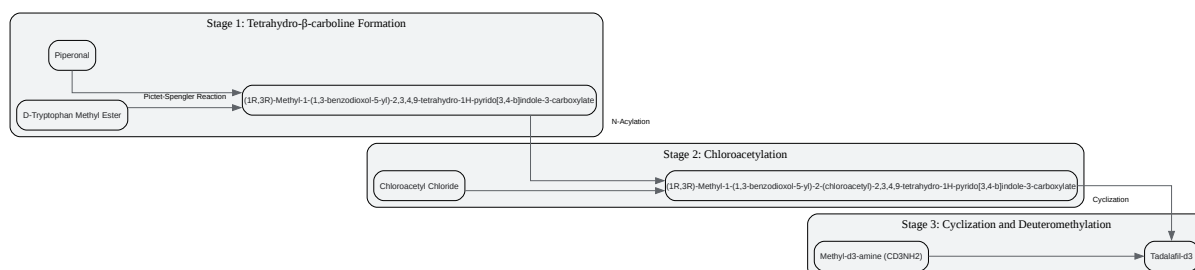 Stage 1: Tetrahydro-β-carboline Formation
Piperonal
Pictet-Spengler Reaction
(1R,3R)-Methyl-1-(1,3-benzodioxol-5-yl)-2,3,4,9-tetrahydro-1H-pyrido[3,4-b]indole-3-carboxylate
D-Tryptophan Methyl Ester
N-Acylation
Stage 2: Chloroacetylation
Chloroacetyl Chloride
(1R,3R)-Methyl-1-(1,3-benzodioxol-5-yl)-2-(chloroacetyl)-2,3,4,9-tetrahydro-1H-pyrido[3,4-b]indole-3-carboxylate
Cyclization
Stage 3: Cyclization and Deuteromethylation
Methyl-d3-amine (CD3NH2)
Tadalafil-d3